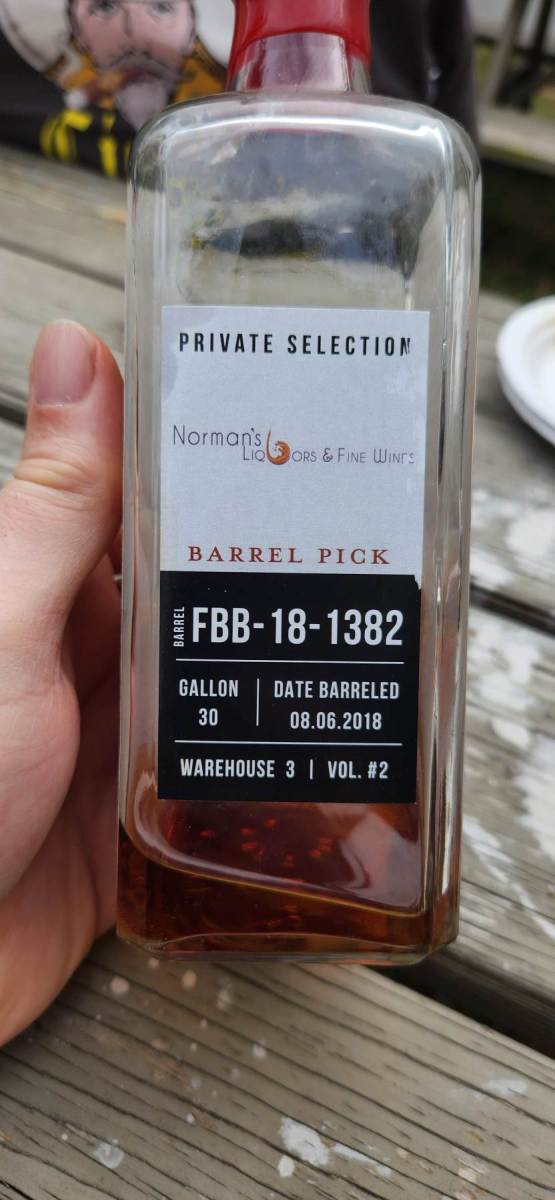 PRIVATE SELECTION
Norman's
LIQUORS & FINE WINES
BARREL PICK
BARREL
FBB-18-1382
GALLON
30
DATE BARRELED
08.06.2018
WAREHOUSE 3 | VOL. #2